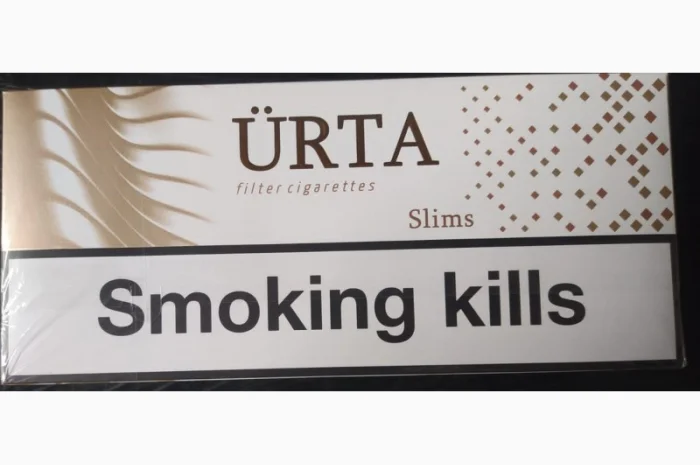 ÜRTA
filter cigarettes
Slims
Smoking kills